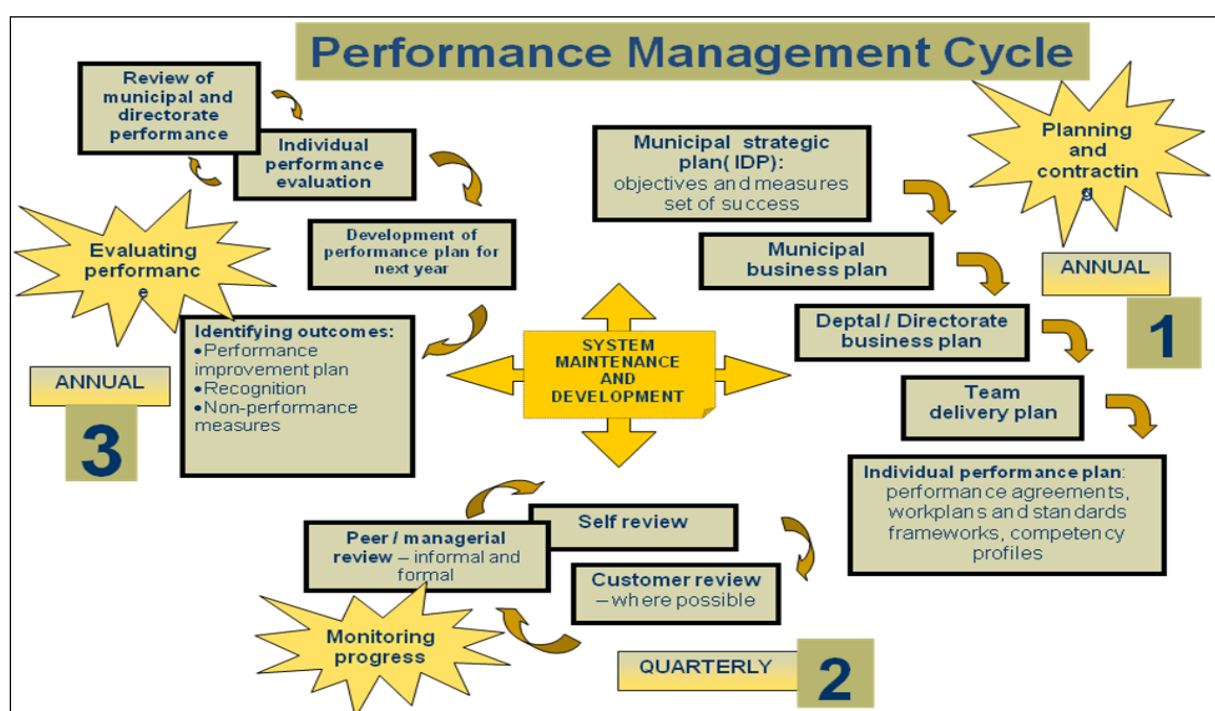 Performance Management Cycle
Review of
municipal and
directorate
performance
Individual
performance
evaluation
Development of
performance plan for
next year
Evaluating
performanc
e
Identifying outcomes:
•Performance
improvement plan
•Recognition
•Non-performance
measures
ANNUAL
3
Municipal strategic
plan( IDP):
objectives and measures
set of success
Planning
and
contractin
g
Municipal
business plan
ANNUAL
1
Deptal / Directorate
business plan
Team
delivery plan
Individual performance plan:
performance agreements,
workplans and standards
frameworks, competency
profiles
SYSTEM
MAINTENANCE
AND
DEVELOPMENT
Self review
Peer / managerial
review – informal and
formal
Customer review
– where possible
Monitoring
progress
QUARTERLY
2